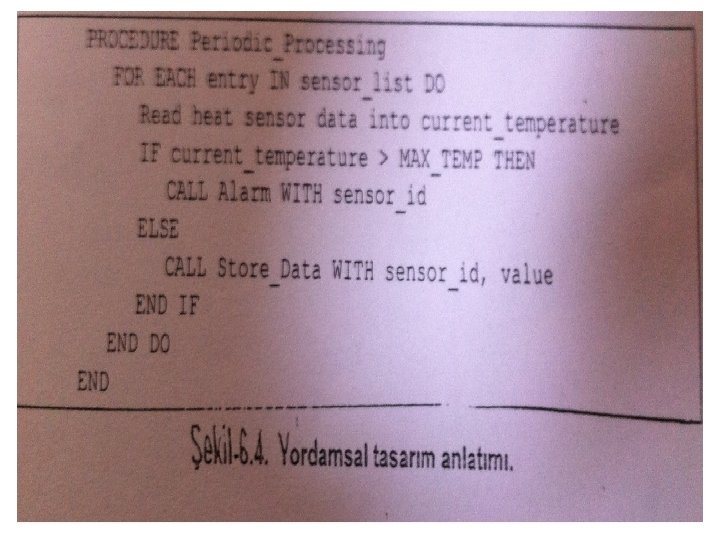 PROCEDURE Periodic_Processing
FOR EACH entry IN sensor_list DO
Read heat sensor data into current_temperature
IF current_temperature > MAX_TEMP THEN
CALL Alarm WITH sensor_id
ELSE
CALL Store_Data WITH sensor_id, value
END IF
END DO
END
Şekil-6.4. Yordamsal tasarım anlatımı.